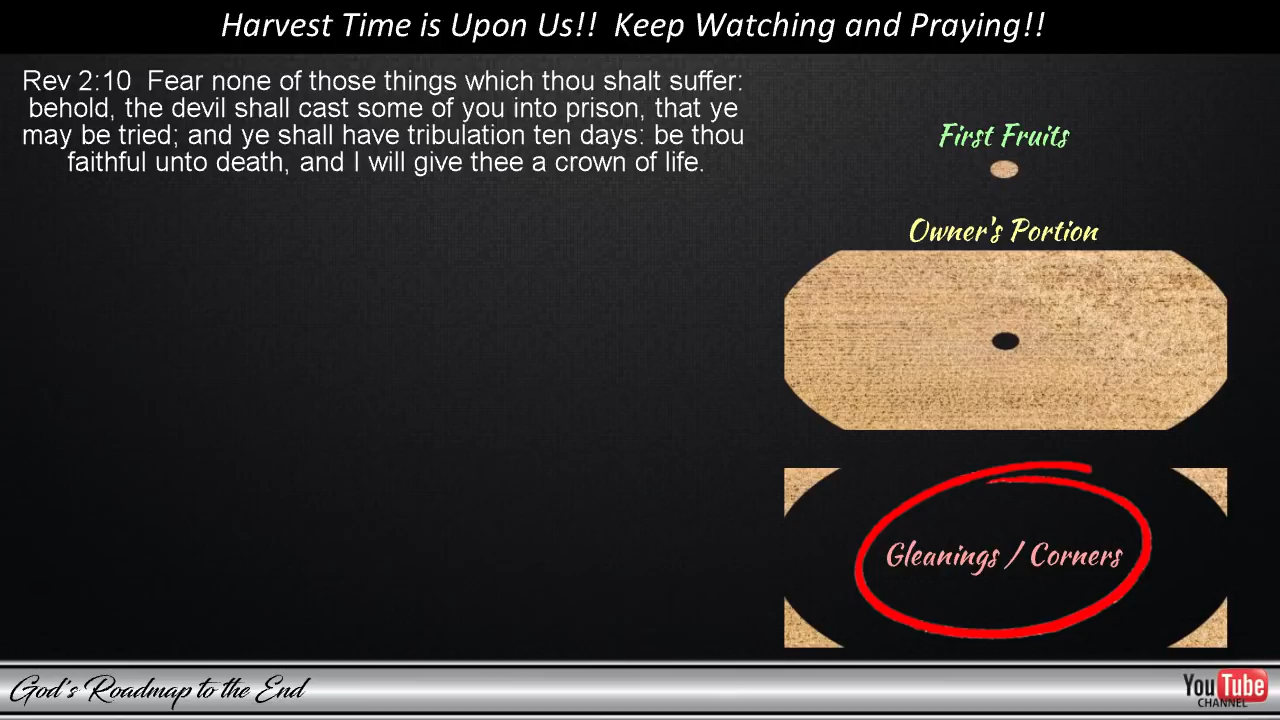 Harvest Time is Upon Us!!  Keep Watching and Praying!!
Rev 2:10  Fear none of those things which thou shalt suffer:
behold, the devil shall cast some of you into prison, that ye
may be tried; and ye shall have tribulation ten days: be thou
faithful unto death, and I will give thee a crown of life.
First Fruits
Owner's Portion
Gleanings / Corners
God's Roadmap to the End
YouTube
CHANNEL